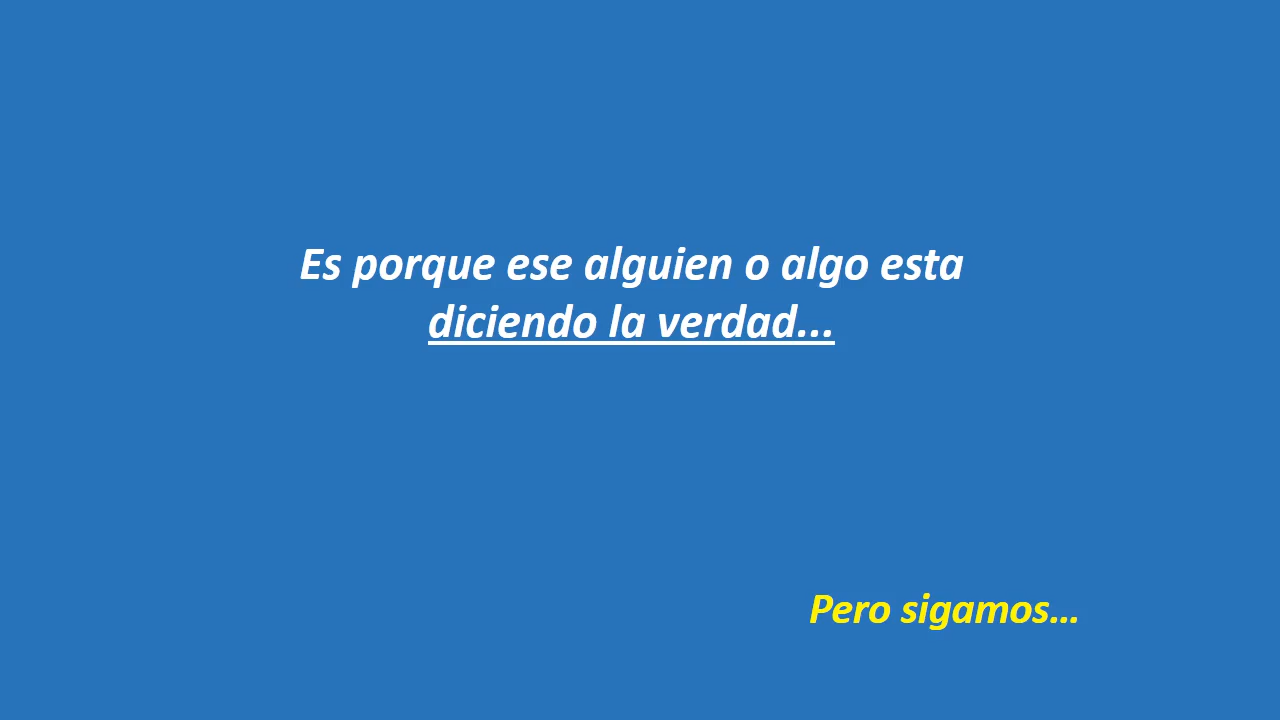 Es porque ese alguien o algo esta
diciendo la verdad...
Pero sigamos...